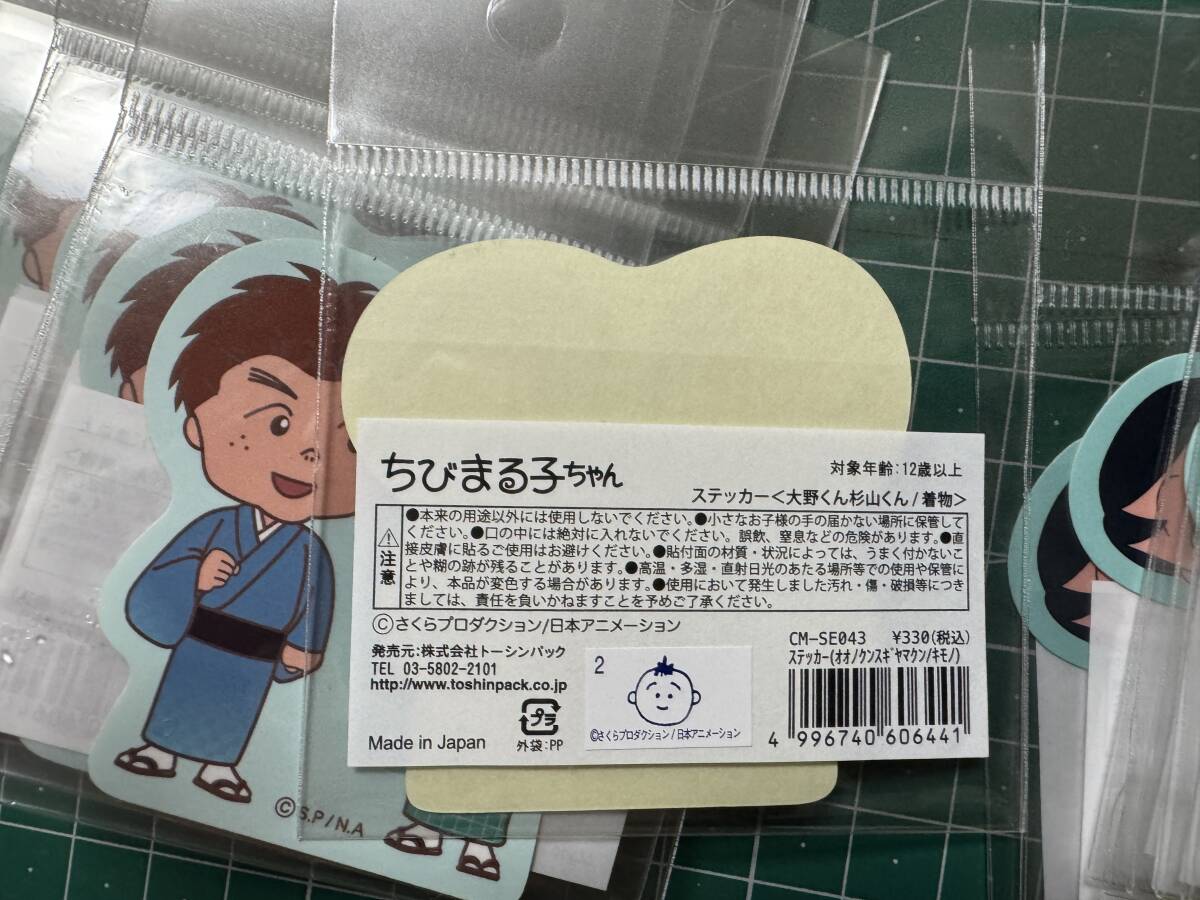 ちびまる子ちゃん
対象年齢:12歳以上
ステッカー<大野くん杉山くん/着物>
⚠注意
●本来の用途以外には使用しないでください。●小さなお子様の手の届かない場所に保管して
ください。●口の中には絶対に入れないでください。誤飲、窒息などの危険があります。●直
接皮膚に貼るご使用はお避けください。●貼付面の材質・状況によっては、うまく付かないこ
とや糊の跡が残ることがあります。●高温・多湿・直射日光のあたる場所等での使用や保管に
より、本品が変色する場合があります。●使用において発生しました汚れ・傷・破損等につき
ましては、責任を負いかねますことを予めご了承ください。
©さくらプロダクション/日本アニメーション
発売元:株式会社トーシンパック
TEL 03-5802-2101
http://www.toshinpack.co.jp
プラ
外袋:PP
Made in Japan
2
©さくらプロダクション/日本アニメーション
CM-SE043 ¥330(税込)
ステッカー(オオノクンスギヤマクン/キモノ)
4 996740 606441
©S.P/N.A